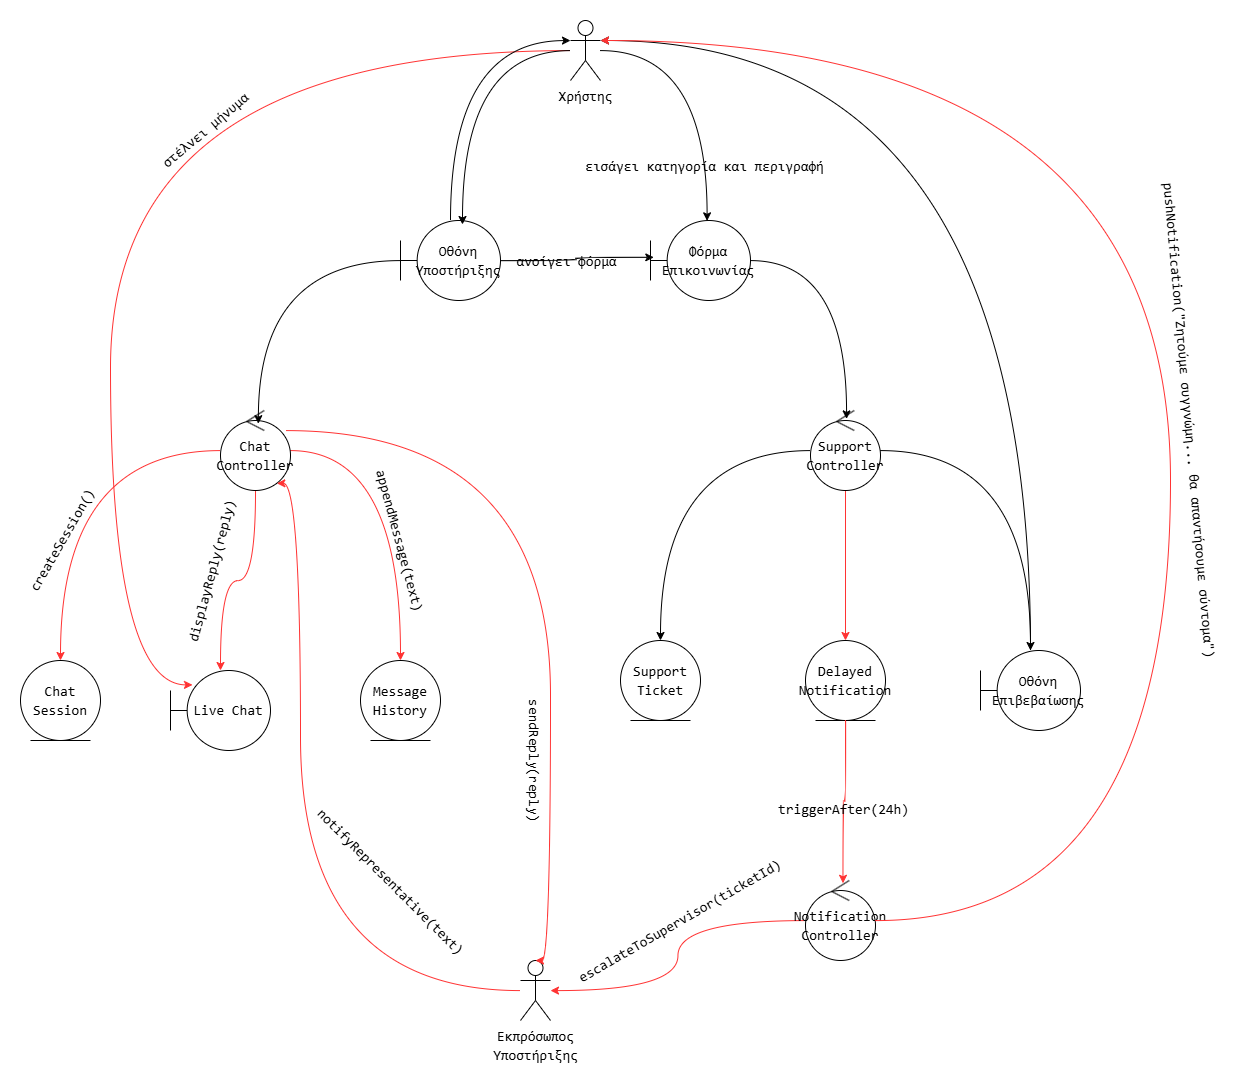 Χρήστης
στέλνει μήνυμα
εισάγει κατηγορία και περιγραφή
pushNotification("Ζητούμε συγγνώμη... θα απαντήσουμε σύντομα")
Οθόνη
Υποστήριξης
ανοίγει φόρμα
Φόρμα
Επικοινωνίας
Chat
Controller
Support
Controller
createSession()
displayReply(reply)
appendMessage(text)
Chat
Session
Live Chat
Message
History
sendReply(reply)
Support
Ticket
Delayed
Notification
Οθόνη
Επιβεβαίωσης
triggerAfter(24h)
notifyRepresentative(text)
escalateToSupervisor(ticketId)
Notification
Controller
Εκπρόσωπος
Υποστήριξης